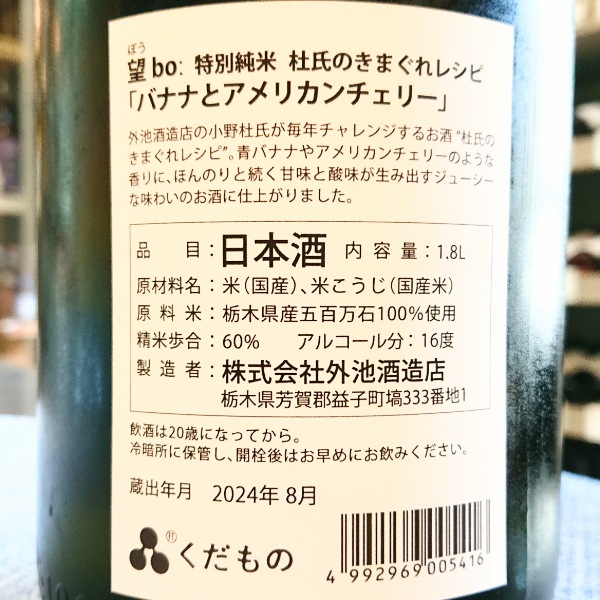 ぼう
望 bo: 特別純米 杜氏のきまぐれレシピ
「バナナとアメリカンチェリー」
外池酒造店の小野杜氏が毎年チャレンジするお酒 “杜氏の
きまぐれレシピ”。青バナナやアメリカンチェリーのような
香りに、ほんのりと続く甘味と酸味が生み出すジューシー
な味わいのお酒に仕上がりました。
品 目:日本酒 内容量:1.8L
原材料名:米(国産)、米こうじ(国産米)
原料米:栃木県産五百万石100%使用
精米歩合:60% アルコール分:16度
製造者:株式会社外池酒造店
栃木県芳賀郡益子町塙333番地1
飲酒は20歳になってから。
冷暗所に保管し、開栓後はお早めにお飲みください。
蔵出年月 2024年 8月
くだもの
4 992969 005416